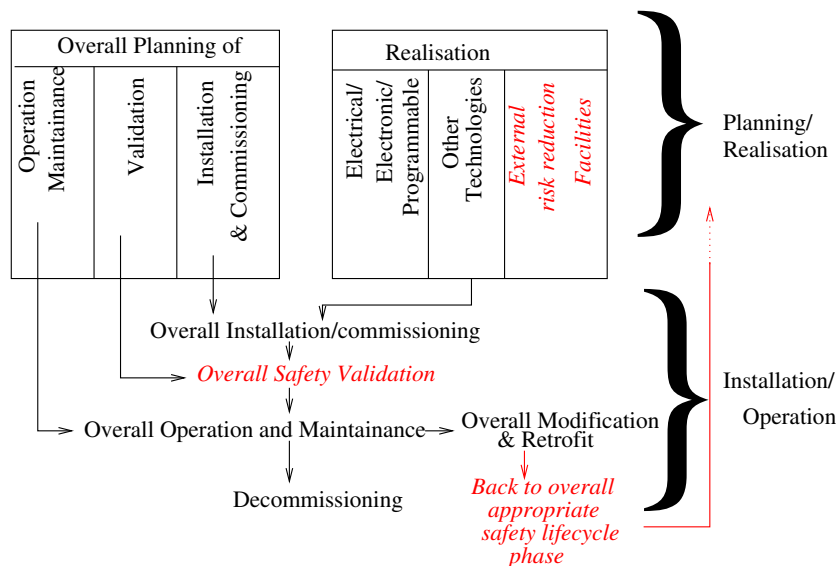 Overall Planning of
Operation
Maintainance
Validation
Installation
& Commissioning
Realisation
Electrical/
Electronic/
Programmable
Other
Technologies
External
risk reduction
Facilities
Planning/
Realisation
Overall Installation/commissioning
Overall Safety Validation
Overall Operation and Maintainance
Overall Modification
& Retrofit
Decommissioning
Back to overall
appropriate
safety lifecycle
phase
Installation/
Operation